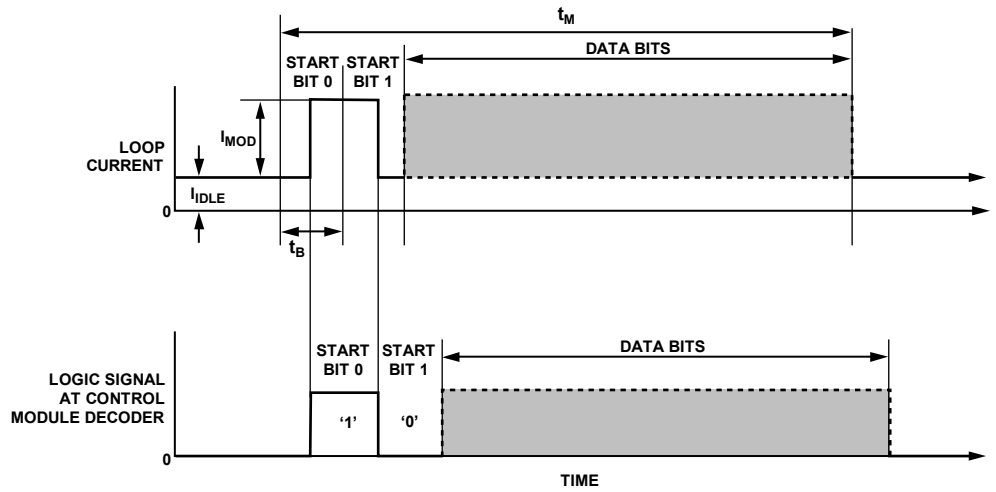 tM
START
BIT 0
START
BIT 1
DATA BITS
IMOD
LOOP
CURRENT
IIDLE
0
tB
START
BIT 0
START
BIT 1
DATA BITS
LOGIC SIGNAL
AT CONTROL
MODULE DECODER
‘1’
‘0’
0
TIME